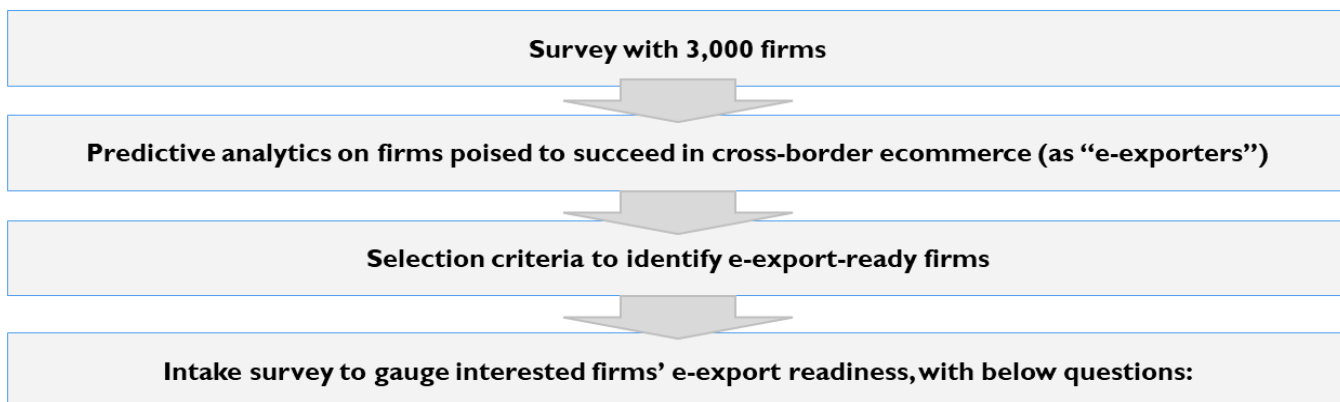 Survey with 3,000 firms
Predictive analytics on firms poised to succeed in cross-border ecommerce (as “e-exporters”)
Selection criteria to identify e-export-ready firms
Intake survey to gauge interested firms’ e-export readiness, with below questions: